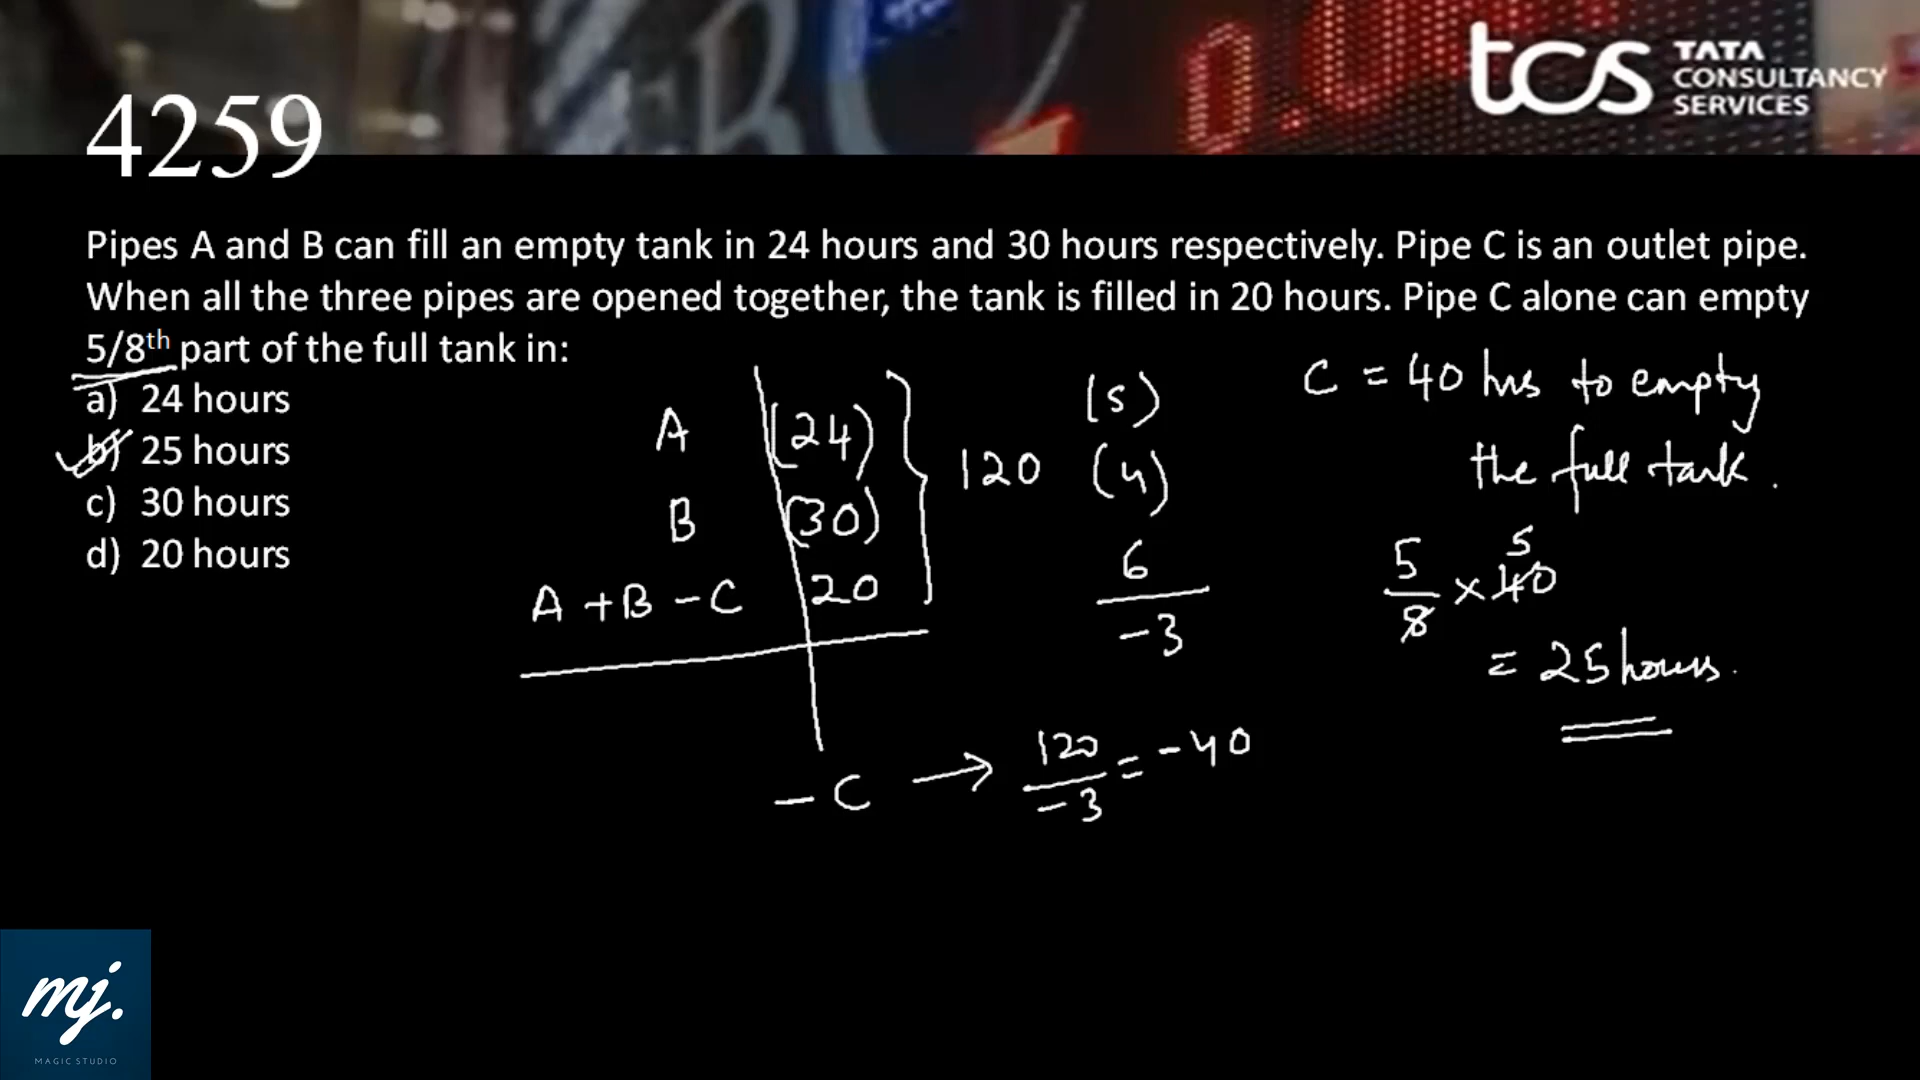 4259
tcs TATA
CONSULTANCY
SERVICES
Pipes A and B can fill an empty tank in 24 hours and 30 hours respectively. Pipe C is an outlet pipe.
When all the three pipes are opened together, the tank is filled in 20 hours. Pipe C alone can empty
5/8th part of the full tank in:
a) 24 hours
b) 25 hours
c) 30 hours
d) 20 hours
A (24)
B (30)
A + B - C 20
120
(5)
(4)
6
-3
- C → 120/-3 = -40
C = 40 hrs to empty
the full tank.
5/8 × 40 5
= 25 hours.
mj.
MAGIC STUDIO